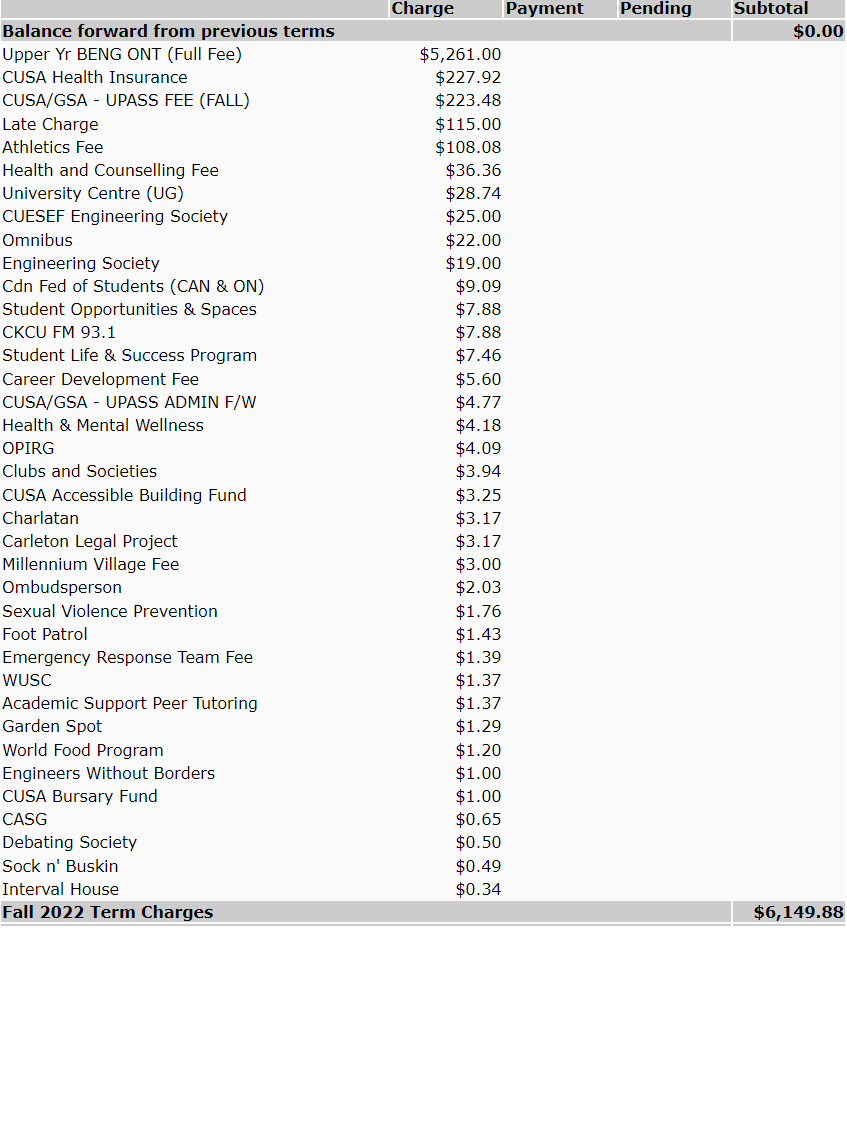 Charge Payment Pending Subtotal
Balance forward from previous terms $0.00
Upper Yr BENG ONT (Full Fee) $5,261.00
CUSA Health Insurance $227.92
CUSA/GSA - UPASS FEE (FALL) $223.48
Late Charge $115.00
Athletics Fee $108.08
Health and Counselling Fee $36.36
University Centre (UG) $28.74
CUESEF Engineering Society $25.00
Omnibus $22.00
Engineering Society $19.00
Cdn Fed of Students (CAN & ON) $9.09
Student Opportunities & Spaces $7.88
CKCU FM 93.1 $7.88
Student Life & Success Program $7.46
Career Development Fee $5.60
CUSA/GSA - UPASS ADMIN F/W $4.77
Health & Mental Wellness $4.18
OPIRG $4.09
Clubs and Societies $3.94
CUSA Accessible Building Fund $3.25
Charlatan $3.17
Carleton Legal Project $3.17
Millennium Village Fee $3.00
Ombudsperson $2.03
Sexual Violence Prevention $1.76
Foot Patrol $1.43
Emergency Response Team Fee $1.39
WUSC $1.37
Academic Support Peer Tutoring $1.37
Garden Spot $1.29
World Food Program $1.20
Engineers Without Borders $1.00
CUSA Bursary Fund $1.00
CASG $0.65
Debating Society $0.50
Sock n' Buskin $0.49
Interval House $0.34
Fall 2022 Term Charges $6,149.88